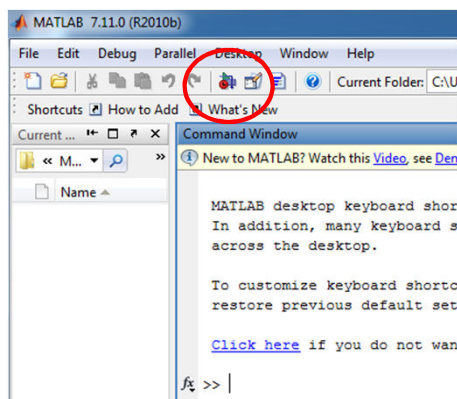 MATLAB 7.11.0 (R2010b)
File Edit Debug Parallel Desktop Window Help
Current Folder: C:\U
Shortcuts How to Add What's New
Current ... Command Window
« M... » New to MATLAB? Watch this Video, see Den
Name
MATLAB desktop keyboard shor
In addition, many keyboard s
across the desktop.
To customize keyboard shortc
restore previous default set
Click here if you do not wan
fx >>